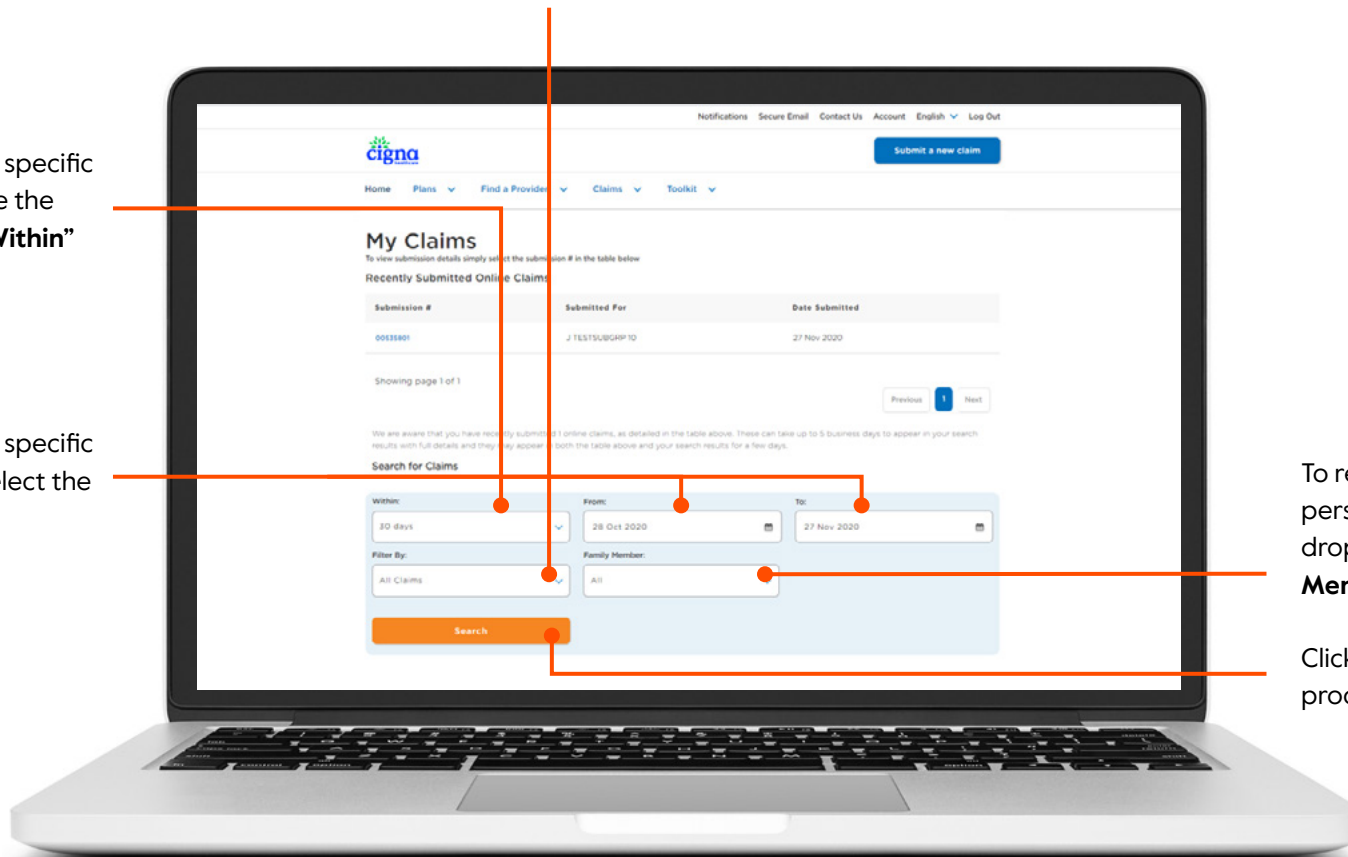 Notifications Secure Email Contact Us Account English Log Out
cigna
healthcare
Submit a new claim
Home Plans Find a Provider Claims Toolkit
specific
e the
Within”
My Claims
To view submission details simply select the submission # in the table below
Recently Submitted Online Claims
Submission # Submitted For Date Submitted
00535801 J TESTSUBGRP10 27 Nov 2020
Showing page 1 of 1
Previous 1 Next
We are aware that you have recently submitted 1 online claims, as detailed in the table above. These can take up to 5 business days to appear in your search
results with full details and they may appear in both the table above and your search results for a few days.
Search for Claims
specific
lect the
Within: From: To:
30 days 28 Oct 2020 27 Nov 2020
Filter By: Family Member:
All Claims All
Search
To re
pers
drop
Mer
Click
proc